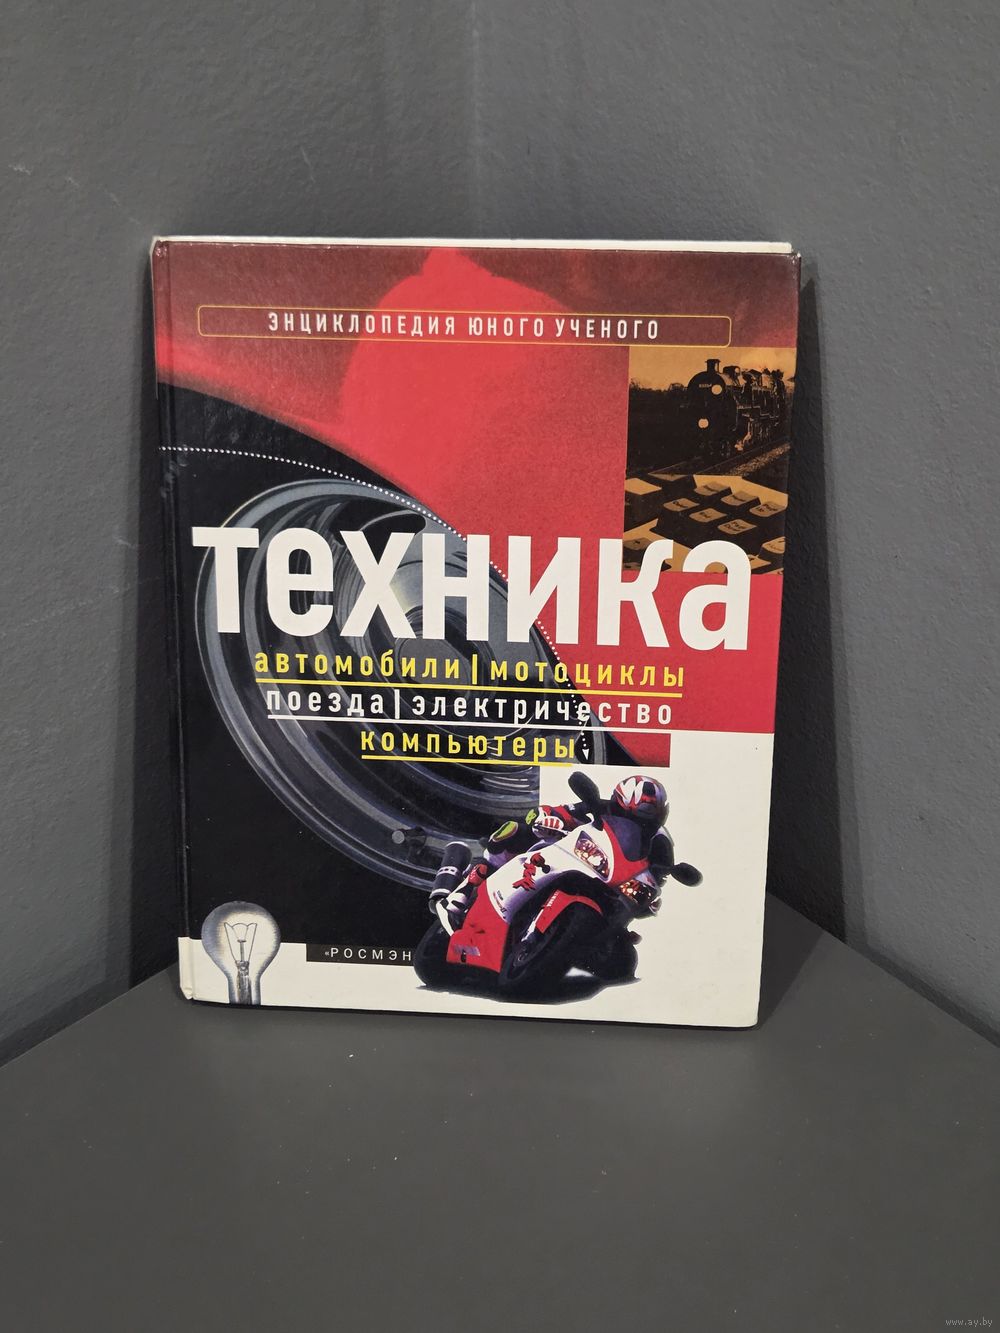 ЭНЦИКЛОПЕДИЯ ЮНОГО УЧЕНОГО
техника
автомобили|мотоциклы
поезда|электричество
компьютеры
«РОСМЭН
www.ay.by